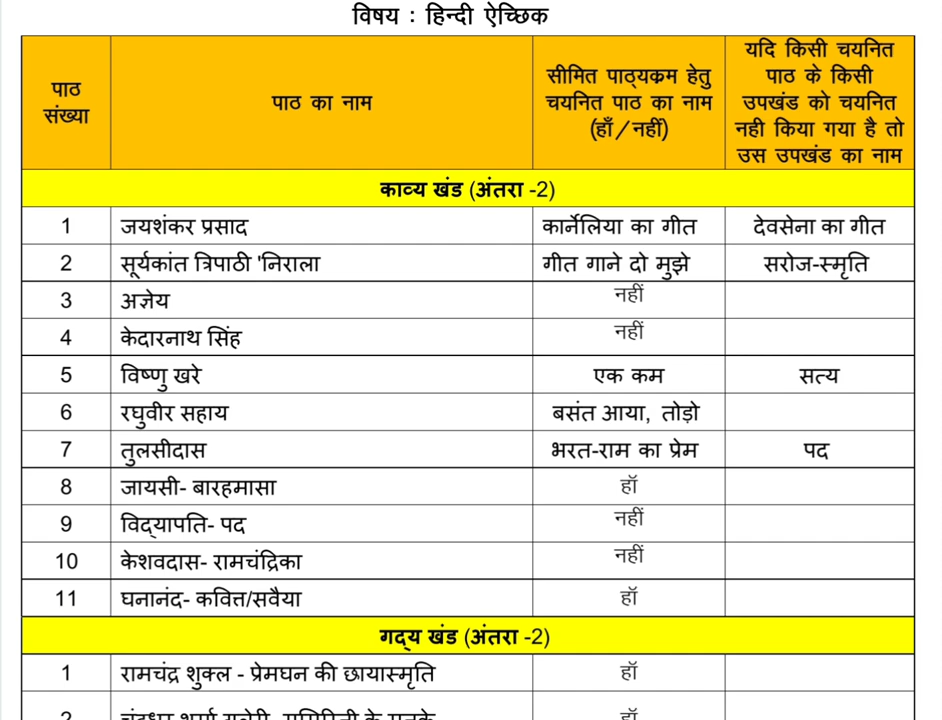 विषय : हिन्दी ऐच्छिक
पाठ संख्या
पाठ का नाम
सीमित पाठ्यक्रम हेतु चयनित पाठ का नाम (हाँ/नहीं)
यदि किसी चयनित पाठ के किसी उपखंड को चयनित नही किया गया है तो उस उपखंड का नाम
काव्य खंड (अंतरा -2)
1 जयशंकर प्रसाद कार्नेलिया का गीत देवसेना का गीत
2 सूर्यकांत त्रिपाठी 'निराला गीत गाने दो मुझे सरोज-स्मृति
3 अज्ञेय नहीं
4 केदारनाथ सिंह नहीं
5 विष्णु खरे एक कम सत्य
6 रघुवीर सहाय बसंत आया, तोड़ो
7 तुलसीदास भरत-राम का प्रेम पद
8 जायसी- बारहमासा हॉ
9 विद्यापति- पद नहीं
10 केशवदास- रामचंद्रिका नहीं
11 घनानंद- कवित्त/सवैया हॉ
गद्य खंड (अंतरा -2)
1 रामचंद्र शुक्ल - प्रेमघन की छायास्मृति हॉ
2 हॉ